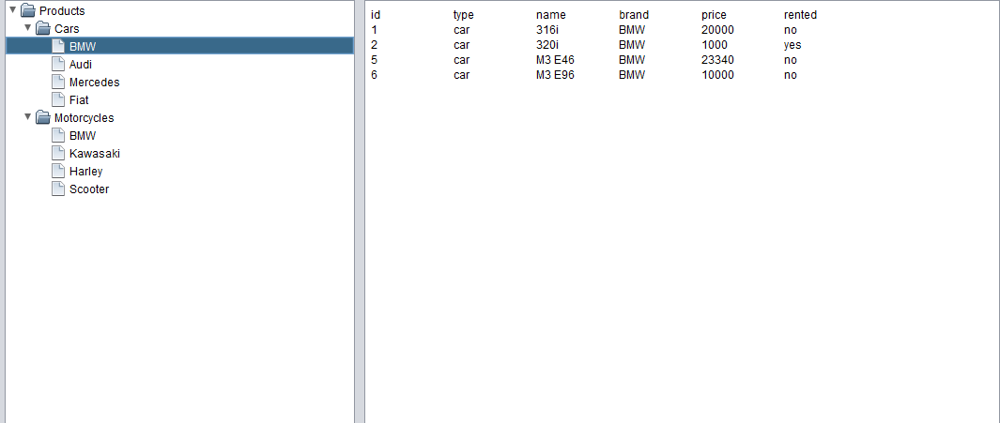 Products
Cars
BMW
Audi
Mercedes
Fiat
Motorcycles
BMW
Kawasaki
Harley
Scooter
id type name brand price rented
1 car 316i BMW 20000 no
2 car 320i BMW 1000 yes
5 car M3 E46 BMW 23340 no
6 car M3 E96 BMW 10000 no